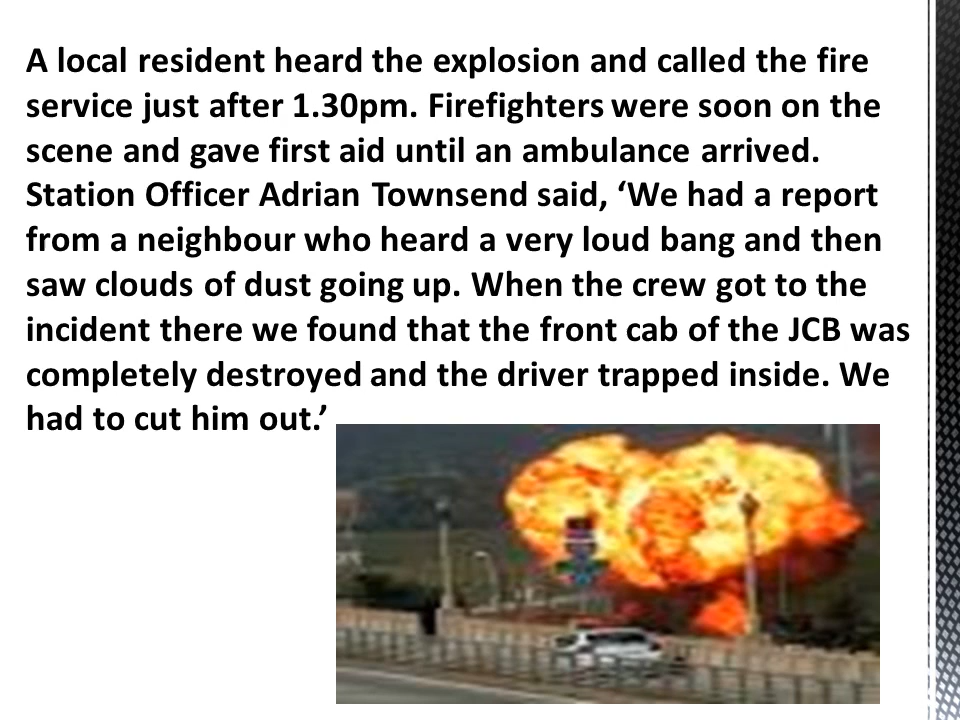 A local resident heard the explosion and called the fire
service just after 1.30pm. Firefighters were soon on the
scene and gave first aid until an ambulance arrived.
Station Officer Adrian Townsend said, ‘We had a report
from a neighbour who heard a very loud bang and then
saw clouds of dust going up. When the crew got to the
incident there we found that the front cab of the JCB was
completely destroyed and the driver trapped inside. We
had to cut him out.’